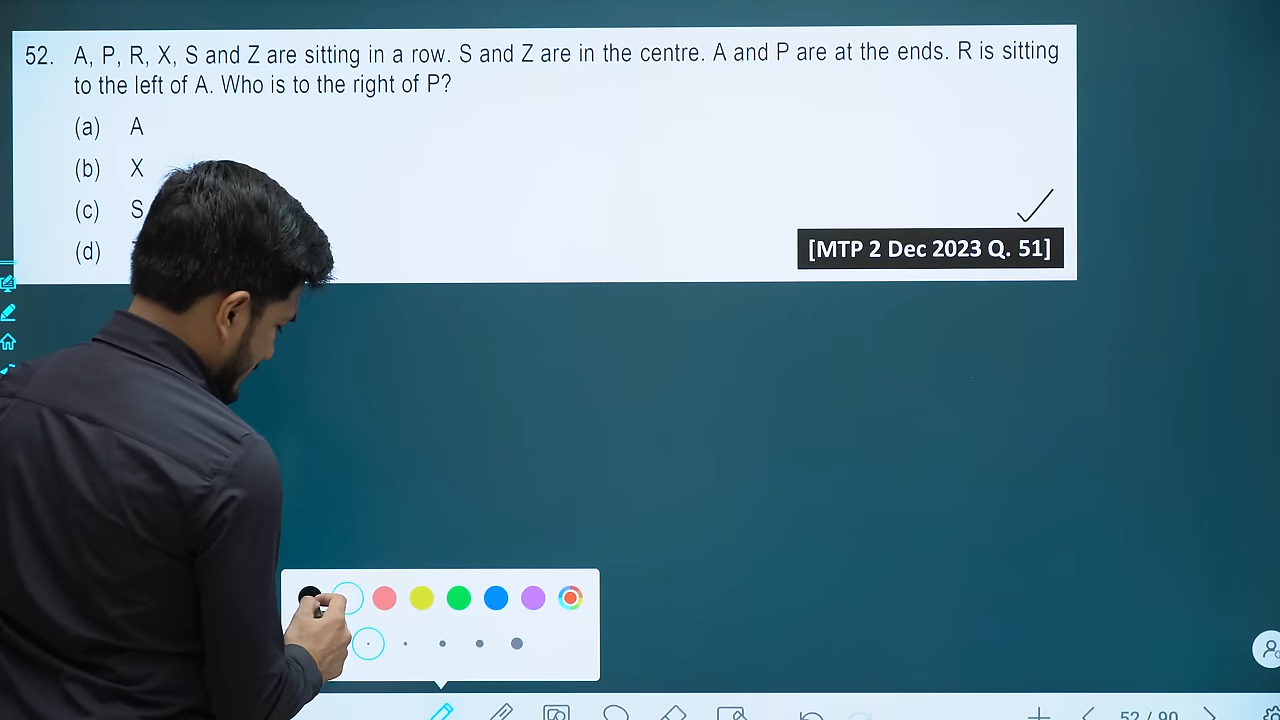 52. A, P, R, X, S and Z are sitting in a row. S and Z are in the centre. A and P are at the ends. R is sitting
to the left of A. Who is to the right of P?
(a) A
(b) X
(c) S
(d)
[MTP 2 Dec 2023 Q. 51]
52 / 90